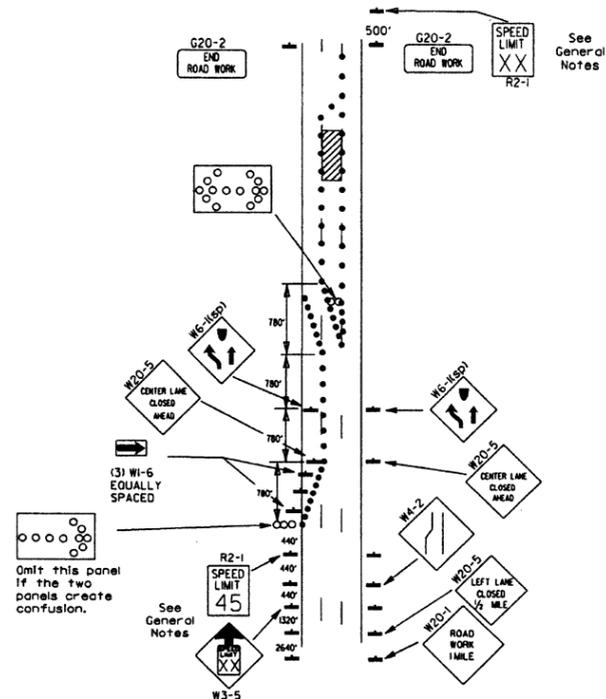 500'
G20-2
END
ROAD WORK
G20-2
END
ROAD WORK
SPEED
LIMIT
XX
R2-1
See
General
Notes
780'
W6-1(sp)
780'
W20-5
CENTER LANE
CLOSED
AHEAD
W6-1(sp)
780'
(3) W1-6
EQUALLY
SPACED
780'
W20-5
CENTER LANE
CLOSED
AHEAD
Omit this panel
if the two
panels create
confusion.
W4-2
440'
R2-1
SPEED
LIMIT
45
440'
440'
W20-5
LEFT LANE
CLOSED
1/2 MILE
See
General
Notes
1320'
W20-1
ROAD
WORK
1 MILE
SPEED
LIMIT
XX
2640'
W3-5